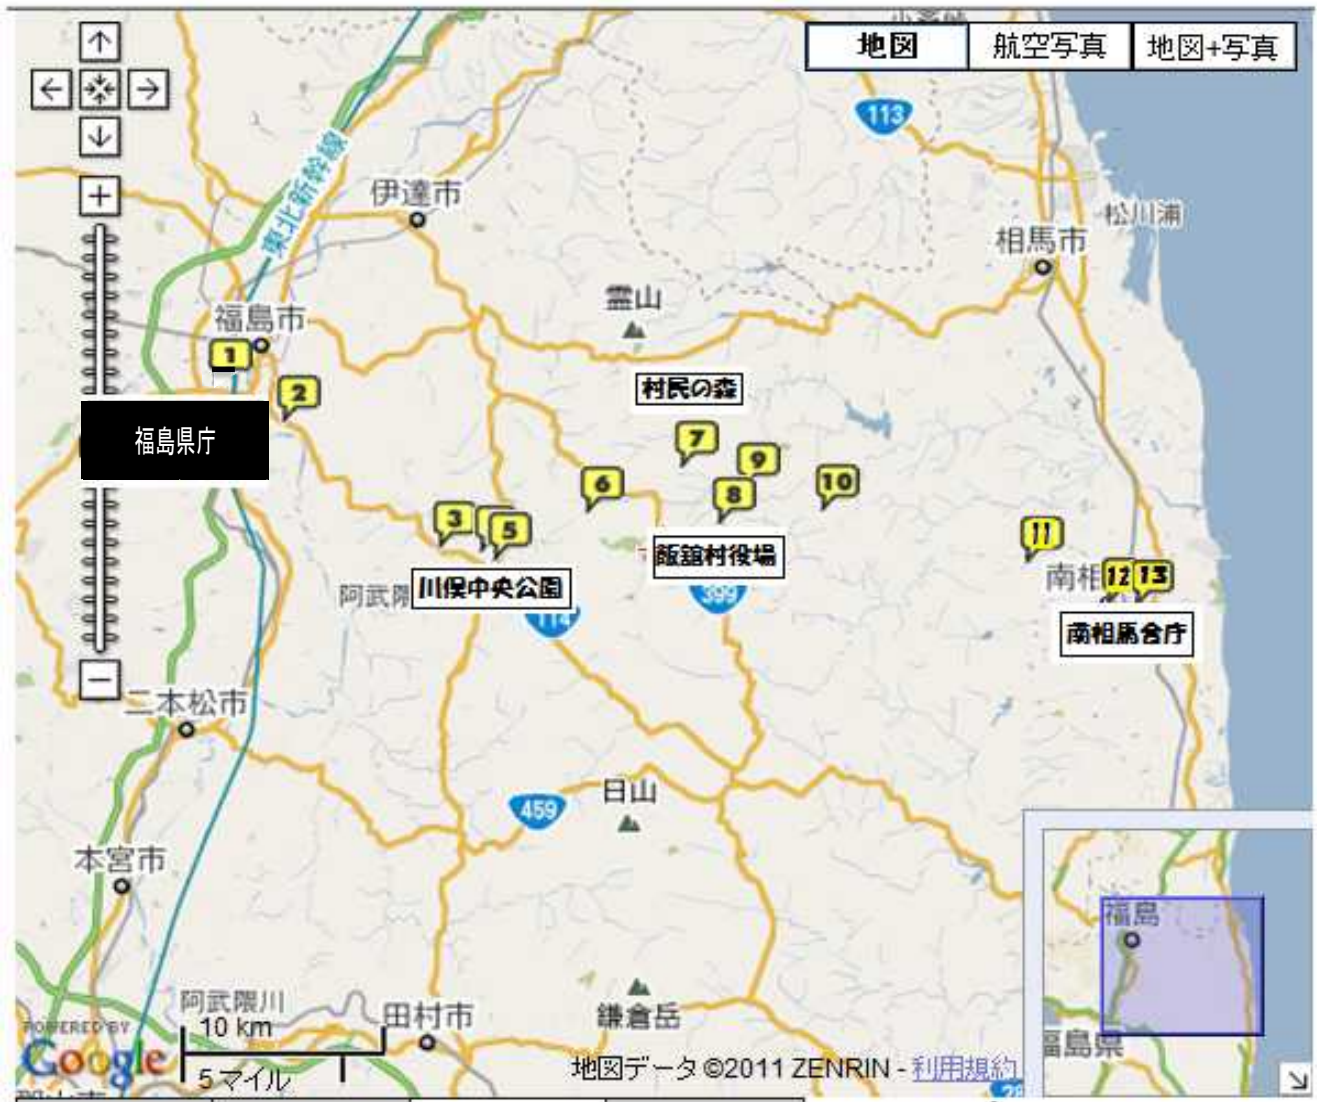 地図
航空写真
地図+写真
113
東北新幹線
伊達市
松川浦
相馬市
霊山
福島市
1
2
村民の森
福島県庁
7
9
6
8
10
3
5
11
飯舘村役場
南相
12
13
川俣中央公園
阿武隈
399
114
南相馬合庁
二本松市
日山
459
本宮市
福島
阿武隈川
田村市
鎌倉岳
10 km
福島県
POWERED BY
Google
5 マイル
地図データ ©2011 ZENRIN - 利用規約